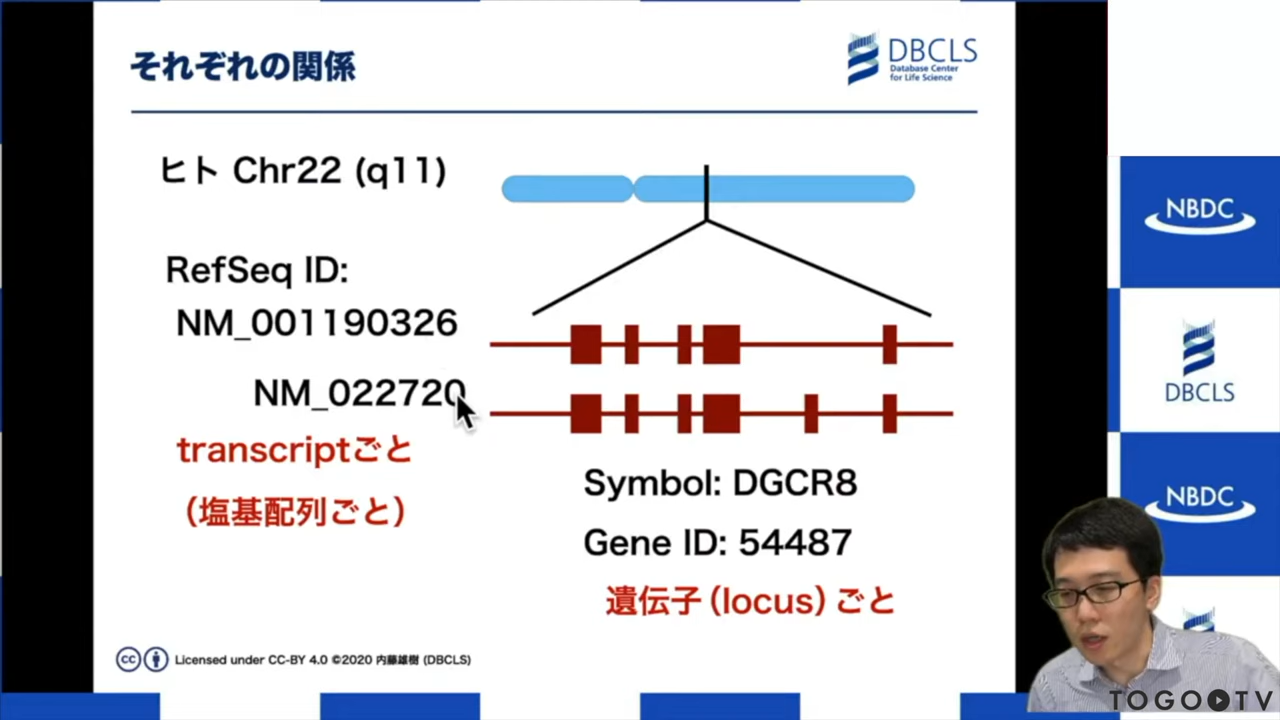 それぞれの関係
DBCLS
Database Center
for Life Science
ヒト Chr22 (q11)
RefSeq ID:
NM_001190326
NM_022720
transcriptごと
（塩基配列ごと）
Symbol: DGCR8
Gene ID: 54487
遺伝子（locus）ごと
cc
Licensed under CC-BY 4.0 ©2020 内藤雄樹 (DBCLS)
NBDC
DBCLS
NBDC
TOGOTV